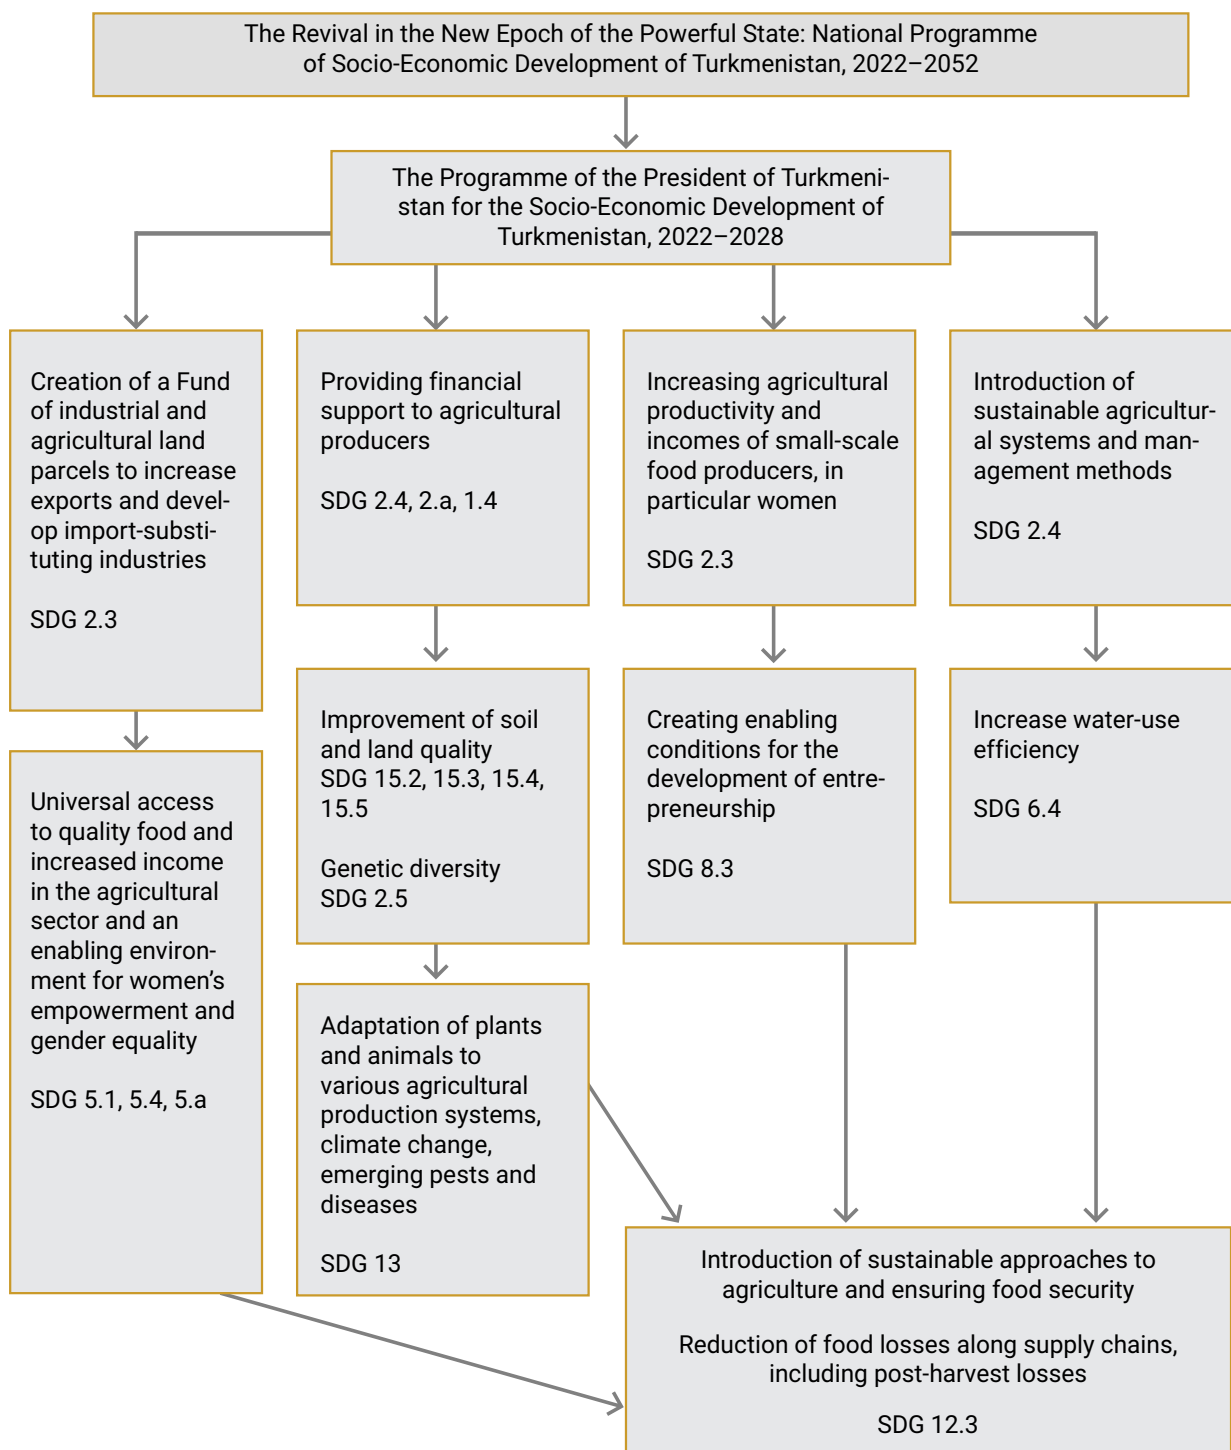 The Revival in the New Epoch of the Powerful State: National Programme
of Socio-Economic Development of Turkmenistan, 2022–2052
The Programme of the President of Turkmeni-
stan for the Socio-Economic Development of
Turkmenistan, 2022–2028
Creation of a Fund
of industrial and
agricultural land
parcels to increase
exports and devel-
op import-substi-
tuting industries
SDG 2.3
Providing financial
support to agricultural
producers
SDG 2.4, 2.a, 1.4
Increasing agricultural
productivity and
incomes of small-scale
food producers, in
particular women
SDG 2.3
Introduction of
sustainable agricultur-
al systems and man-
agement methods
SDG 2.4
Universal access
to quality food and
increased income
in the agricultural
sector and an
enabling environ-
ment for women’s
empowerment and
gender equality
SDG 5.1, 5.4, 5.a
Improvement of soil
and land quality
SDG 15.2, 15.3, 15.4,
15.5
Genetic diversity
SDG 2.5
Creating enabling
conditions for the
development of entre-
preneurship
SDG 8.3
Increase water-use
efficiency
SDG 6.4
Adaptation of plants
and animals to
various agricultural
production systems,
climate change,
emerging pests and
diseases
SDG 13
Introduction of sustainable approaches to
agriculture and ensuring food security
Reduction of food losses along supply chains,
including post-harvest losses
SDG 12.3